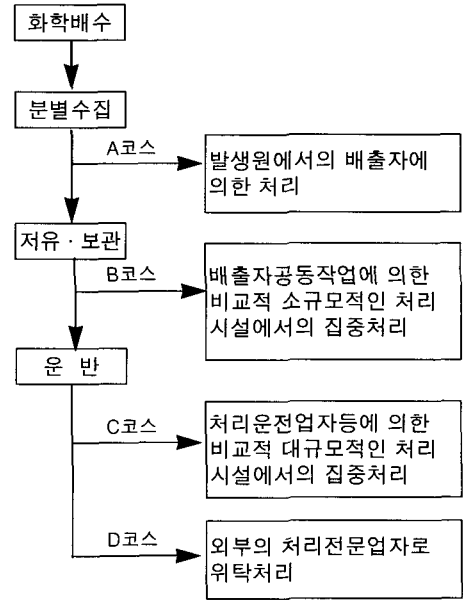 화학배수
분별수집
A코스
발생원에서의 배출자에
의한 처리
저유 · 보관
B코스
배출자공동작업에 의한
비교적 소규모적인 처리
시설에서의 집중처리
운 반
C코스
처리운전업자등에 의한
비교적 대규모적인 처리
시설에서의 집중처리
D코스
외부의 처리전문업자로
위탁처리